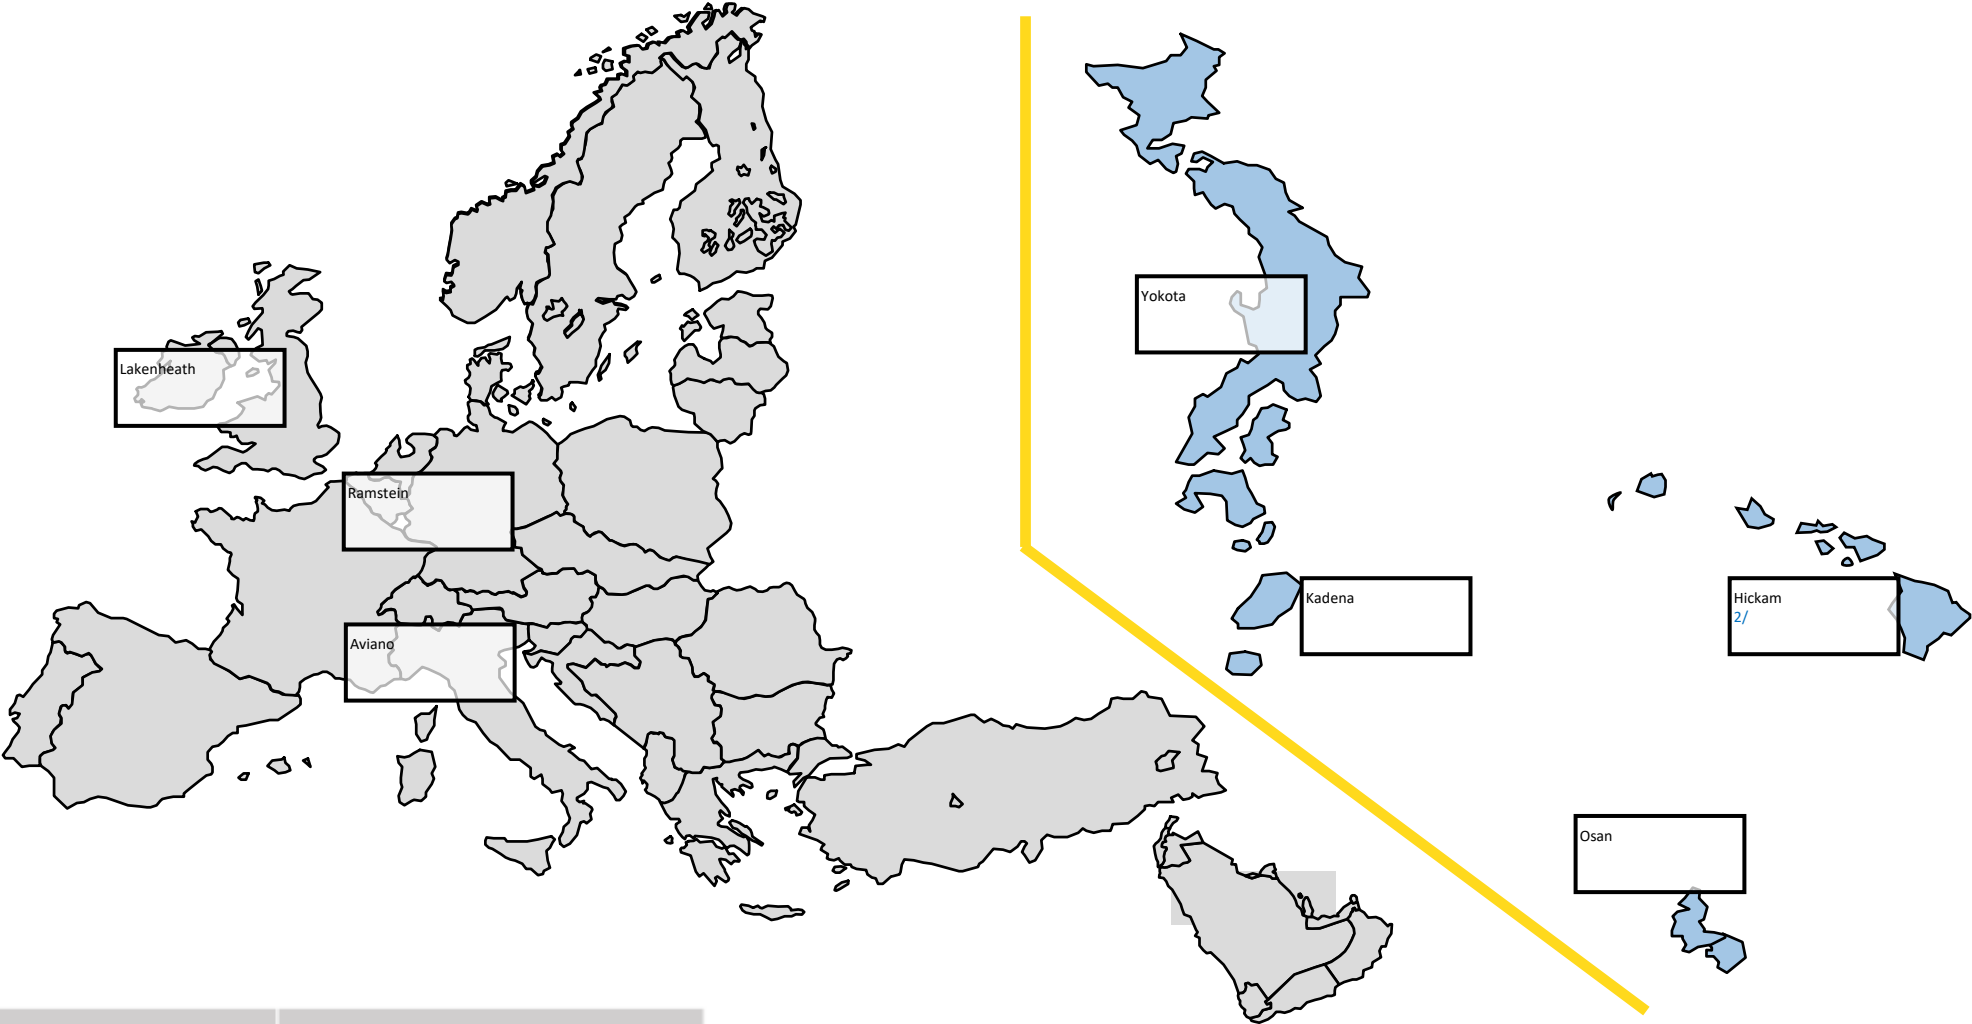 Lakenheath
Ramstein
Aviano
Yokota
Kadena
Hickam
2/
Osan